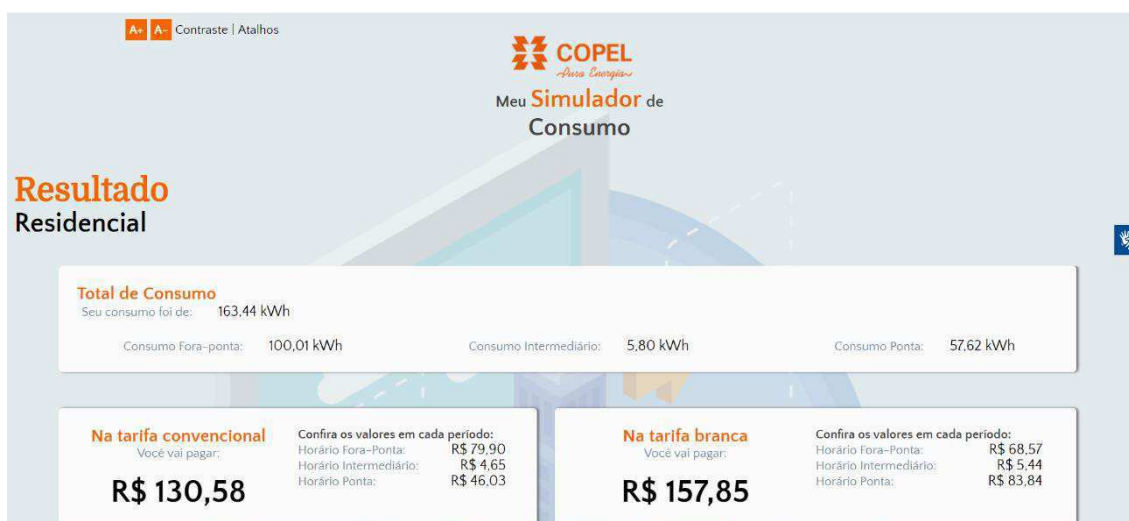 A+ A- Contraste | Atalhos
COPEL
Pura Energia
Meu Simulador de
Consumo
Resultado
Residencial
Total de Consumo
Seu consumo foi de: 163,44 kWh
Consumo Fora-ponta: 100,01 kWh Consumo Intermediário: 5,80 kWh Consumo Ponta: 57,62 kWh
Na tarifa convencional
Você vai pagar:
R$ 130,58
Confira os valores em cada período:
Horário Fora-Ponta: R$ 79,90
Horário Intermediário: R$ 4,65
Horário Ponta: R$ 46,03
Na tarifa branca
Você vai pagar:
R$ 157,85
Confira os valores em cada período:
Horário Fora-Ponta: R$ 68,57
Horário Intermediário: R$ 5,44
Horário Ponta: R$ 83,84